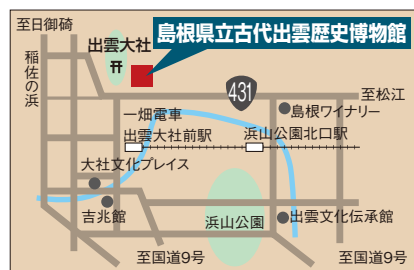 至日御碕
出雲大社
島根県立古代出雲歴史博物館
稲佐の浜
431
至松江
一畑電車
島根ワイナリー
出雲大社前駅
浜山公園北口駅
大社文化プレイス
吉兆館
浜山公園
出雲文化伝承館
至国道9号
至国道9号